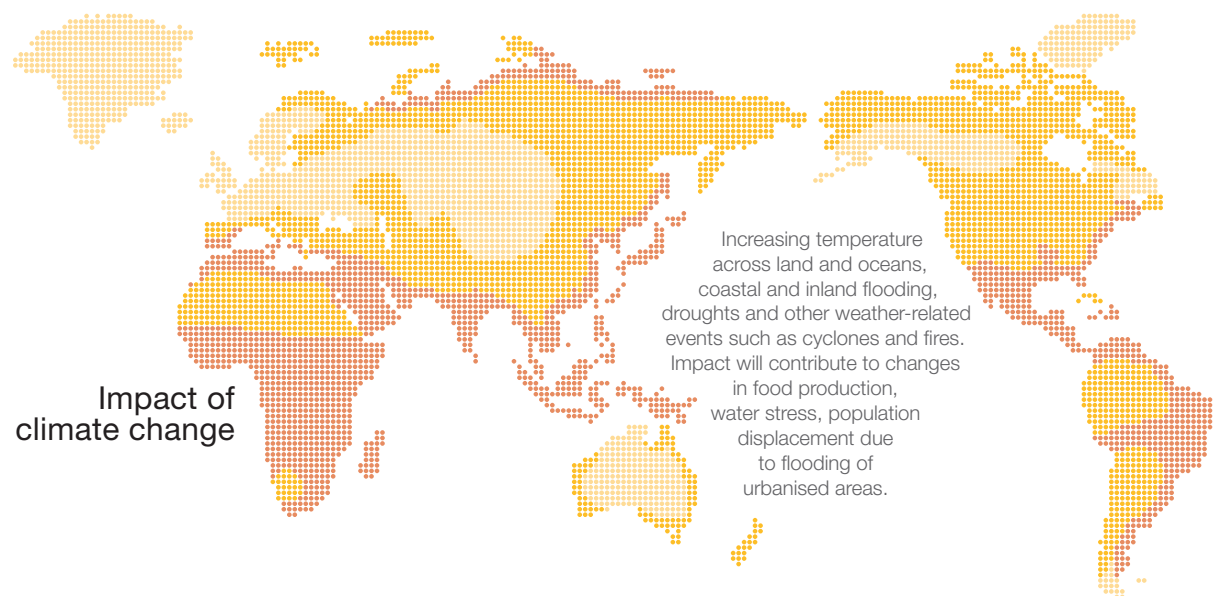 Increasing temperature
across land and oceans,
coastal and inland flooding,
droughts and other weather-related
events such as cyclones and fires.
Impact will contribute to changes
in food production,
water stress, population
displacement due
to flooding of
urbanised areas.
Impact of
climate change